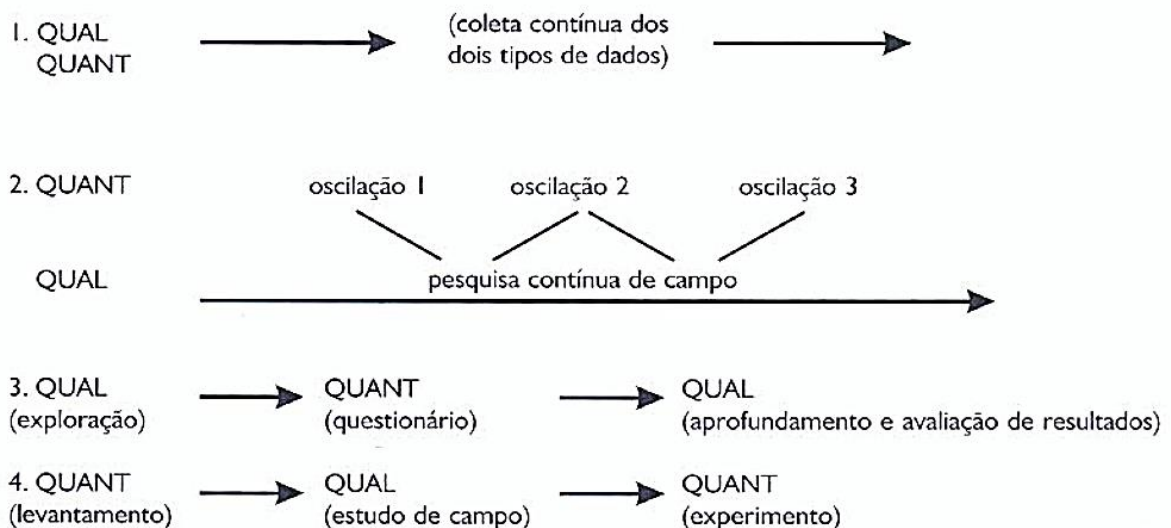 1. QUAL
QUANT
(coleta contínua dos
dois tipos de dados)
2. QUANT
oscilação 1 oscilação 2 oscilação 3
QUAL
pesquisa contínua de campo
3. QUAL QUANT QUAL
(exploração) (questionário) (aprofundamento e avaliação de resultados)
4. QUANT QUAL QUANT
(levantamento) (estudo de campo) (experimento)